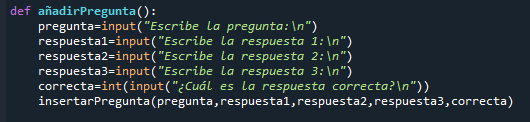 def añadirPregunta():
    pregunta=input("Escribe la pregunta:\n")
    respuesta1=input("Escribe la respuesta 1:\n")
    respuesta2=input("Escribe la respuesta 2:\n")
    respuesta3=input("Escribe la respuesta 3:\n")
    correcta=int(input("¿Cuál es la respuesta correcta?\n"))
    insertarPregunta(pregunta,respuesta1,respuesta2,respuesta3,correcta)